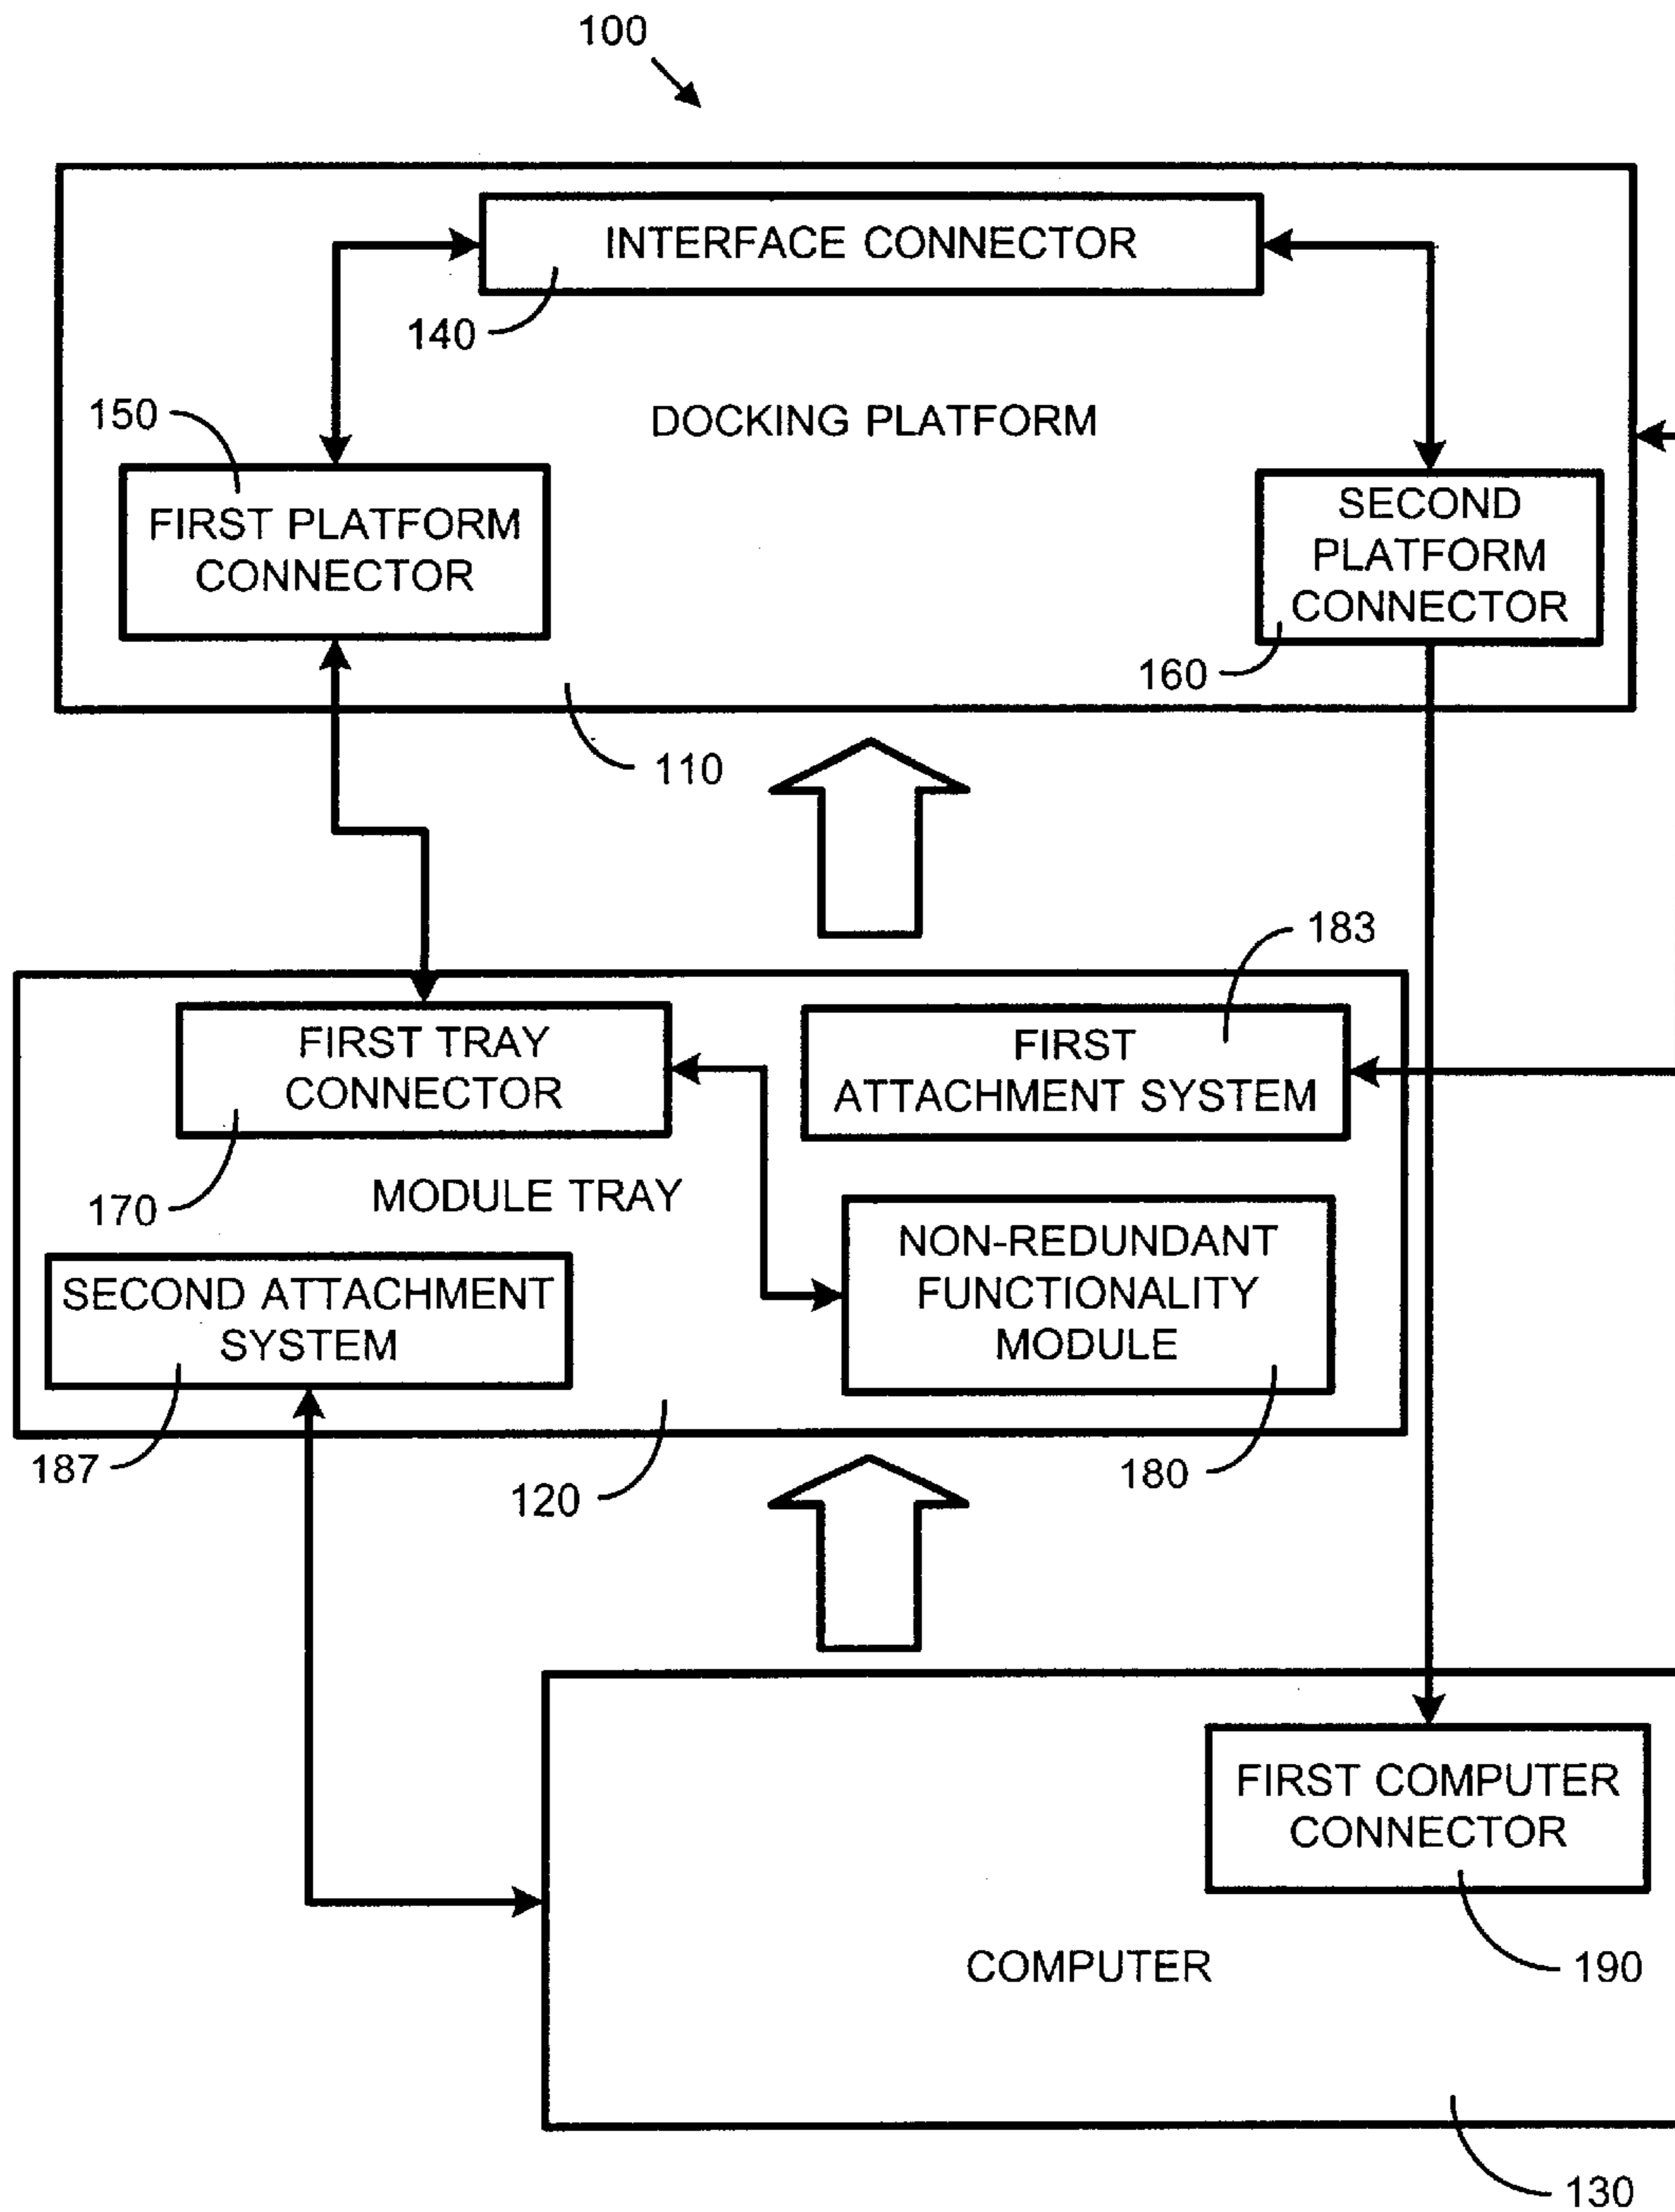 100
INTERFACE CONNECTOR
140
150
DOCKING PLATFORM
FIRST PLATFORM
CONNECTOR
SECOND
PLATFORM
CONNECTOR
160
110
183
FIRST TRAY
CONNECTOR
FIRST
ATTACHMENT SYSTEM
170
MODULE TRAY
NON-REDUNDANT
FUNCTIONALITY
MODULE
SECOND ATTACHMENT
SYSTEM
187
120
180
FIRST COMPUTER
CONNECTOR
COMPUTER
190
130